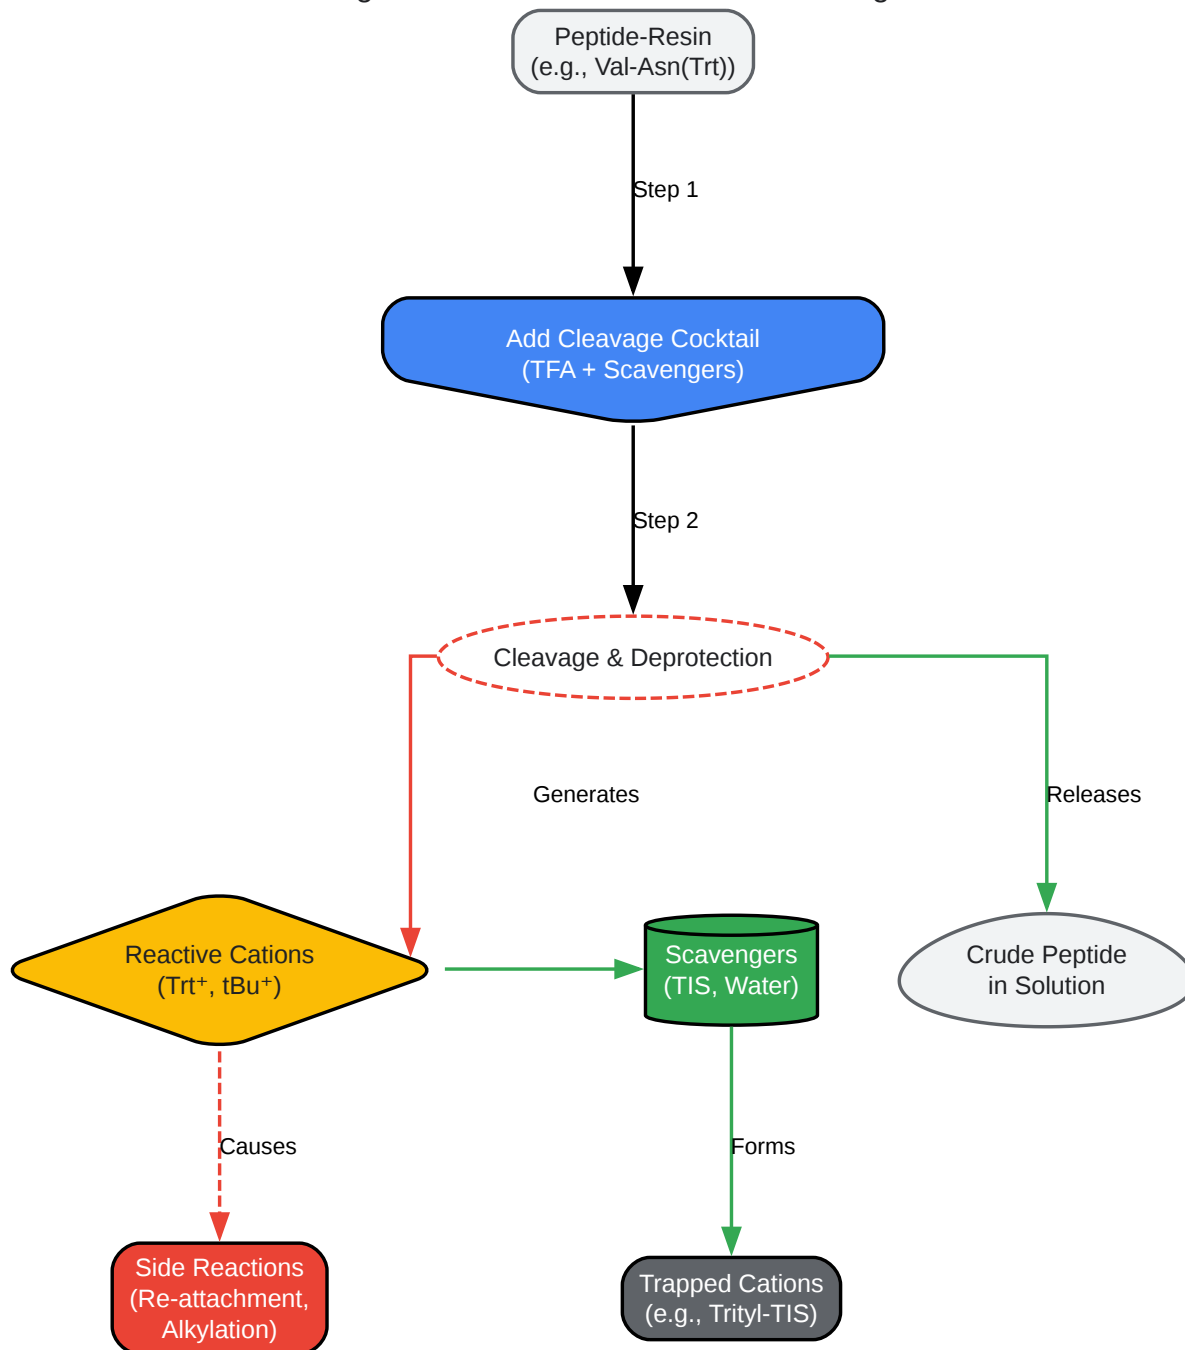 Peptide-Resin
(e.g., Val-Asn(Trt))
Step 1
Add Cleavage Cocktail
(TFA + Scavengers)
Step 2
Cleavage & Deprotection
Generates
Releases
Reactive Cations
(Trt⁺, tBu⁺)
Scavengers
(TIS, Water)
Crude Peptide
in Solution
Causes
Forms
Side Reactions
(Re-attachment,
Alkylation)
Trapped Cations
(e.g., Trityl-TIS)